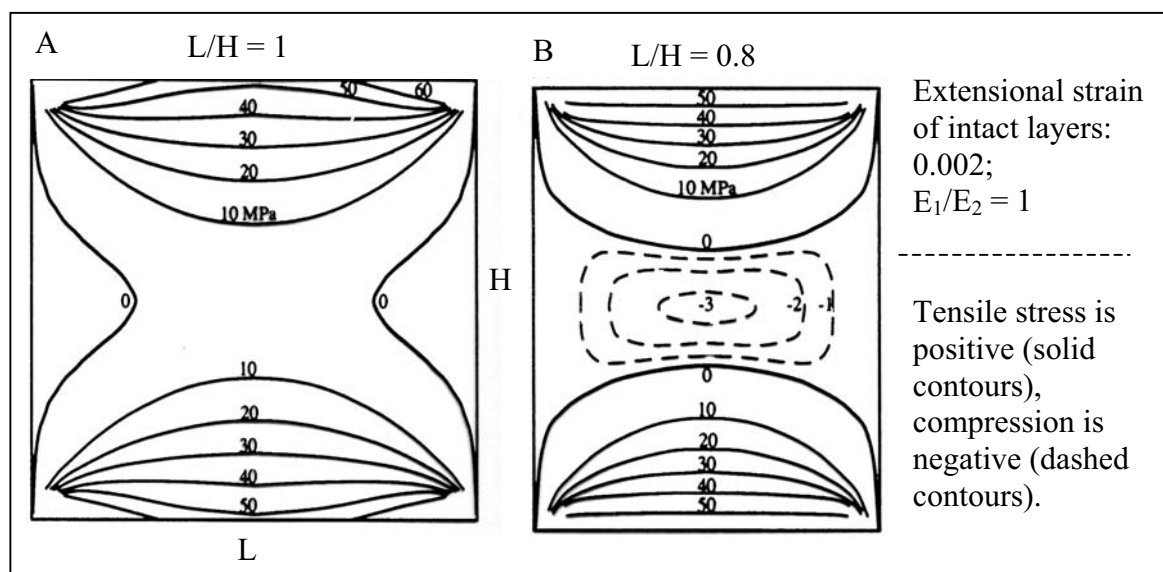 A
L/H = 1
50
60
40
30
20
10 MPa
0
0
10
20
30
40
50
L
H
B
L/H = 0.8
50
40
30
20
10 MPa
0
-3
-2
-1
0
10
20
30
40
50
Extensional strain
of intact layers:
0.002;
E₁/E₂ = 1
Tensile stress is
positive (solid
contours),
compression is
negative (dashed
contours).